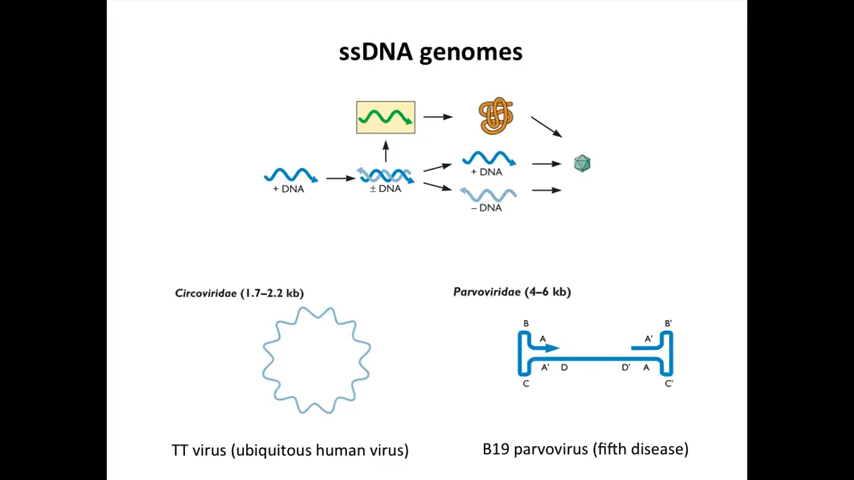 ssDNA genomes
+ DNA
± DNA
+ DNA
– DNA
Circoviridae (1.7–2.2 kb)
Parvoviridae (4–6 kb)
B
B'
A
A'
A'
D
D'
A
C
C'
TT virus (ubiquitous human virus)
B19 parvovirus (fifth disease)